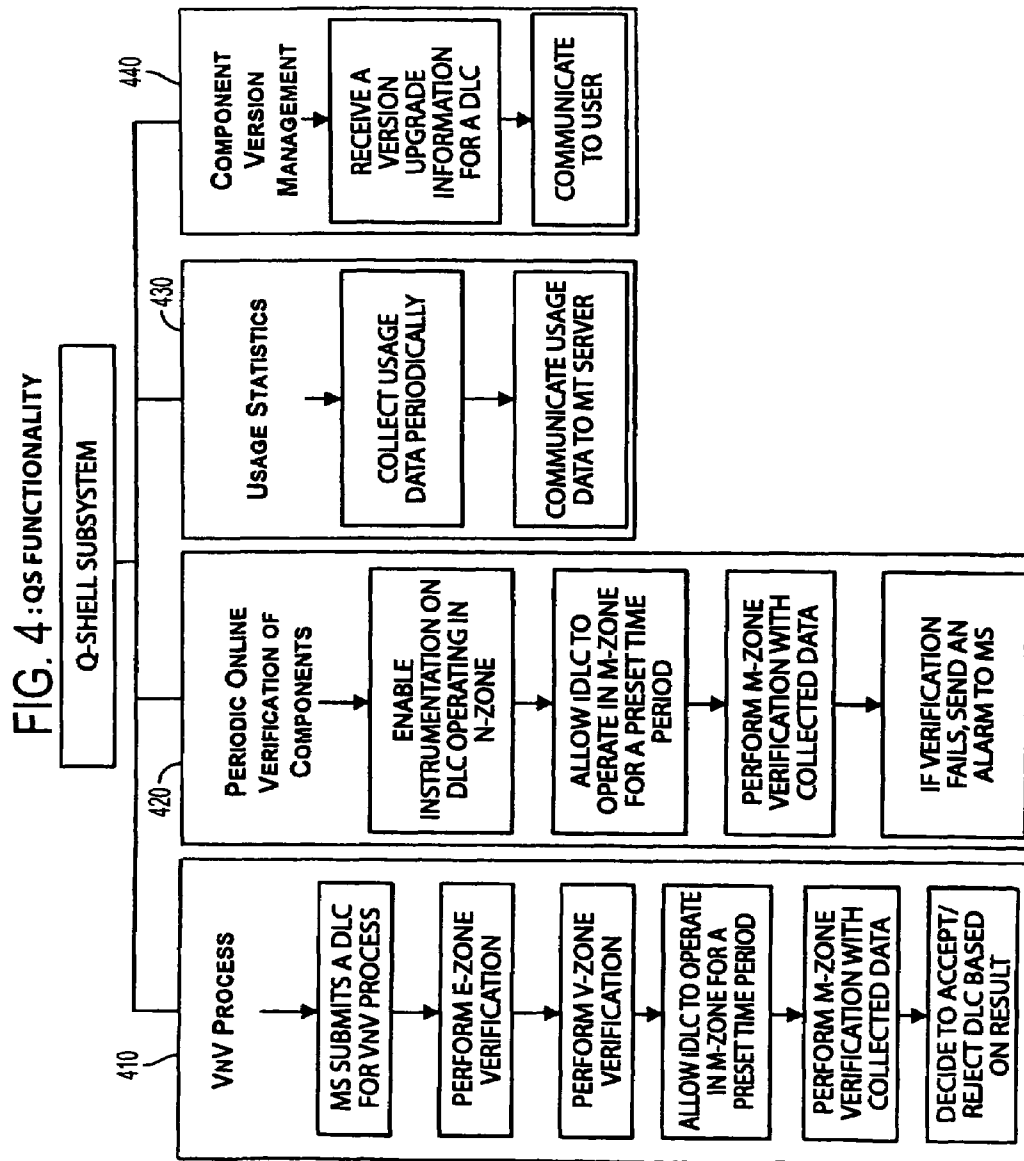 FIG. 4 : QS FUNCTIONALITY
Q-SHELL SUBSYSTEM
410
VNV PROCESS
MS SUBMITS A DLC
FOR VNV PROCESS
PERFORM E-ZONE
VERIFICATION
PERFORM V-ZONE
VERIFICATION
ALLOW iDLC TO OPERATE
IN M-ZONE FOR A
PRESET TIME PERIOD
PERFORM M-ZONE
VERIFICATION WITH
COLLECTED DATA
DECIDE TO ACCEPT/
REJECT DLC BASED
ON RESULT
420
PERIODIC ONLINE
VERIFICATION OF
COMPONENTS
ENABLE
INSTRUMENTATION ON
DLC OPERATING IN
N-ZONE
ALLOW IDLC TO
OPERATE IN M-ZONE
FOR A PRESET TIME
PERIOD
PERFORM M-ZONE
VERIFICATION WITH
COLLECTED DATA
IF VERIFICATION
FAILS, SEND AN
ALARM TO MS
430
USAGE STATISTICS
COLLECT USAGE
DATA PERIODICALLY
COMMUNICATE USAGE
DATA TO MT SERVER
440
COMPONENT
VERSION
MANAGEMENT
RECEIVE A
VERSION
UPGRADE
INFORMATION
FOR A DLC
COMMUNICATE
TO USER